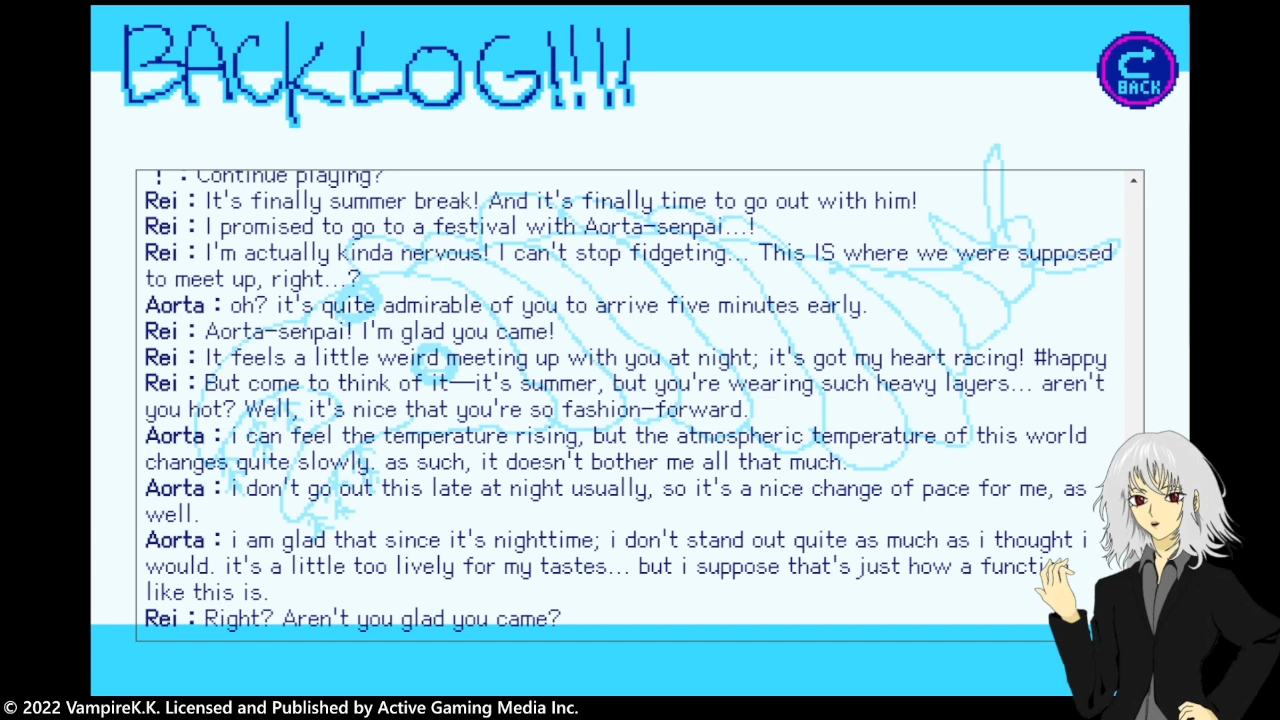 BACKLOG!!!!
BACK
! : Continue playing?
Rei : It's finally summer break! And it's finally time to go out with him!
Rei : I promised to go to a festival with Aorta-senpai...!
Rei : I'm actually kinda nervous! I can't stop fidgeting... This IS where we were supposed
to meet up, right...?
Aorta : oh? it's quite admirable of you to arrive five minutes early.
Rei : Aorta-senpai! I'm glad you came!
Rei : It feels a little weird meeting up with you at night; it's got my heart racing! #happy
Rei : But come to think of it—it's summer, but you're wearing such heavy layers... aren't
you hot? Well, it's nice that you're so fashion-forward.
Aorta : i can feel the temperature rising, but the atmospheric temperature of this world
changes quite slowly. as such, it doesn't bother me all that much.
Aorta : i don't go out this late at night usually, so it's a nice change of pace for me, as
well.
Aorta : i am glad that since it's nighttime; i don't stand out quite as much as i thought i
would. it's a little too lively for my tastes... but i suppose that's just how a
like this is.
Rei : Right? Aren't you glad you came?
© 2022 VampireK.K. Licensed and Published by Active Gaming Media Inc.